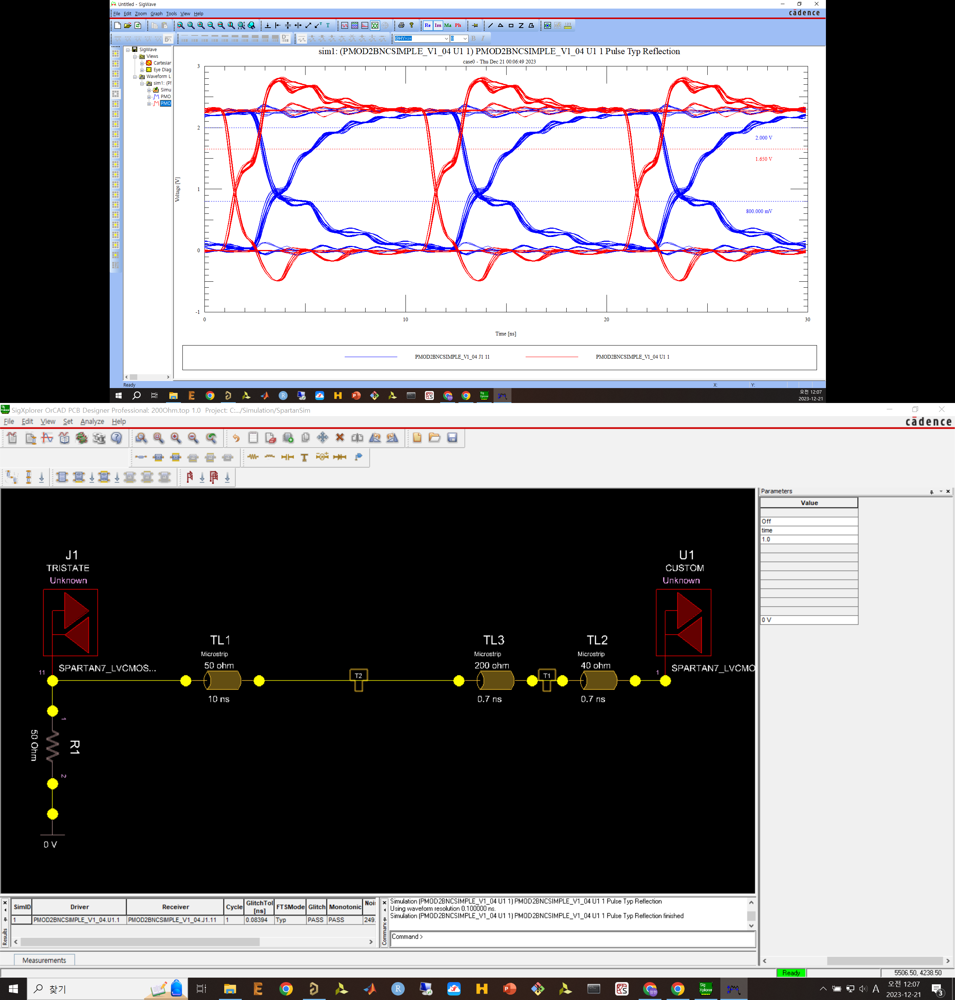 Untitled - SigWave
File Edit Zoom Graph Tools View Help
cādence
Re Im Ma Ph
SigWave
Views
Cartesiar
Eye Diag
Waveform L
sim1: (PI
Simu
PMO
PMO
sim1: (PMOD2BNCSIMPLE_V1_04 U1 1) PMOD2BNCSIMPLE_V1_04 U1 1 Pulse Typ Reflection
case0 - Thu Dec 21 00:06:49 2023
3
2
1
0
-1
Voltage [V]
2.000 V
1.650 V
800.000 mV
0 10 20 30
Time [ns]
PMOD2BNCSIMPLE_V1_04 J1 11 PMOD2BNCSIMPLE_V1_04 U1 1
Ready X: Y:
오전 12:07
2023-12-21
SigXplorer OrCAD PCB Designer Professional: 200Ohm.top 1.0 Project: C:.../Simulation/SpartanSim
File Edit View Set Analyze Help
cādence
Parameters
Value
Off
time
1.0
0 V
J1
TRISTATE
Unknown
U1
CUSTOM
Unknown
11 SPARTAN7_LVCMOS...
1 SPARTAN7_LVCMO
TL1
Microstrip
50 ohm
10 ns
T2
TL3
Microstrip
200 ohm
0.7 ns
T1
TL2
Microstrip
40 ohm
0.7 ns
1
50 Ohm
R1
2
0 V
SimID Driver Receiver Cycle GlitchTol [ns] FTSMode Glitch Monotonic Noi
1 PMOD2BNCSIMPLE_V1_04.U1.1 PMOD2BNCSIMPLE_V1_04.J1.11 1 0.08394 Typ PASS PASS 249.
Results
Simulation (PMOD2BNCSIMPLE_V1_04 U1 1) PMOD2BNCSIMPLE_V1_04 U1 1 Pulse Typ Reflection
Using waveform resolution 0.100000 ns.
Simulation (PMOD2BNCSIMPLE_V1_04 U1 1) PMOD2BNCSIMPLE_V1_04 U1 1 Pulse Typ Reflection finished
Command >
Measurements
Ready 5506.50, 4238.50
찾기
A
오전 12:07
2023-12-21
3